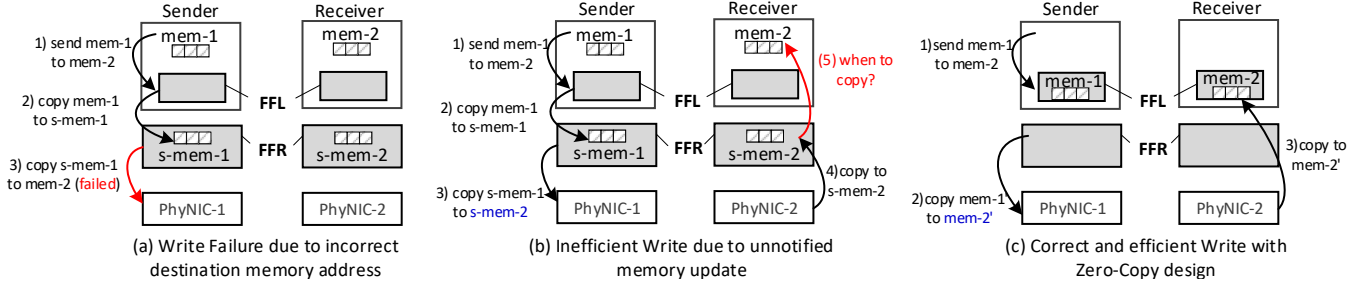 Sender
Receiver
mem-1
mem-2
1) send mem-1
to mem-2
FFL
2) copy mem-1
to s-mem-1
s-mem-1
s-mem-2
FFR
3) copy s-mem-1
to mem-2 (failed)
PhyNIC-1
PhyNIC-2
(a) Write Failure due to incorrect
destination memory address
Sender
Receiver
mem-1
mem-2
1) send mem-1
to mem-2
(5) when to
copy?
FFL
2) copy mem-1
to s-mem-1
s-mem-1
s-mem-2
FFR
3) copy s-mem-1
to s-mem-2
4)copy to
s-mem-2
PhyNIC-1
PhyNIC-2
(b) Inefficient Write due to unnotified
memory update
Sender
Receiver
1)send mem-1
to mem-2
mem-1
mem-2
FFL
FFR
3)copy to
mem-2'
2)copy mem-1'
to mem-2'
PhyNIC-1
PhyNIC-2
(c) Correct and efficient Write with
Zero-Copy design